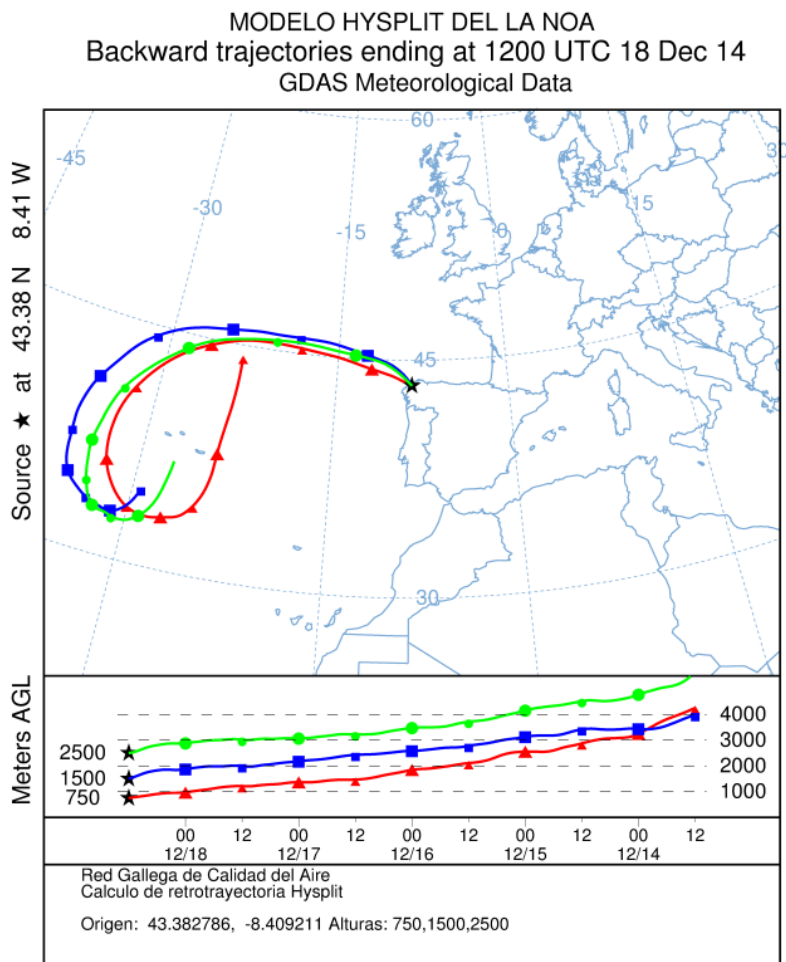 MODELO HYSPLIT DEL LA NOA
Backward trajectories ending at 1200 UTC 18 Dec 14
GDAS Meteorological Data
Source ★ at 43.38 N 8.41 W
60
-45
30
-30
15
-15
0
45
30
Meters AGL
4000
3000
2500
2000
1500
1000
750
00 12 00 12 00 12 00 12 00 12
12/18 12/17 12/16 12/15 12/14
Red Gallega de Calidad del Aire
Calculo de retrotrayectoria Hysplit
Origen: 43.382786, -8.409211 Alturas: 750,1500,2500